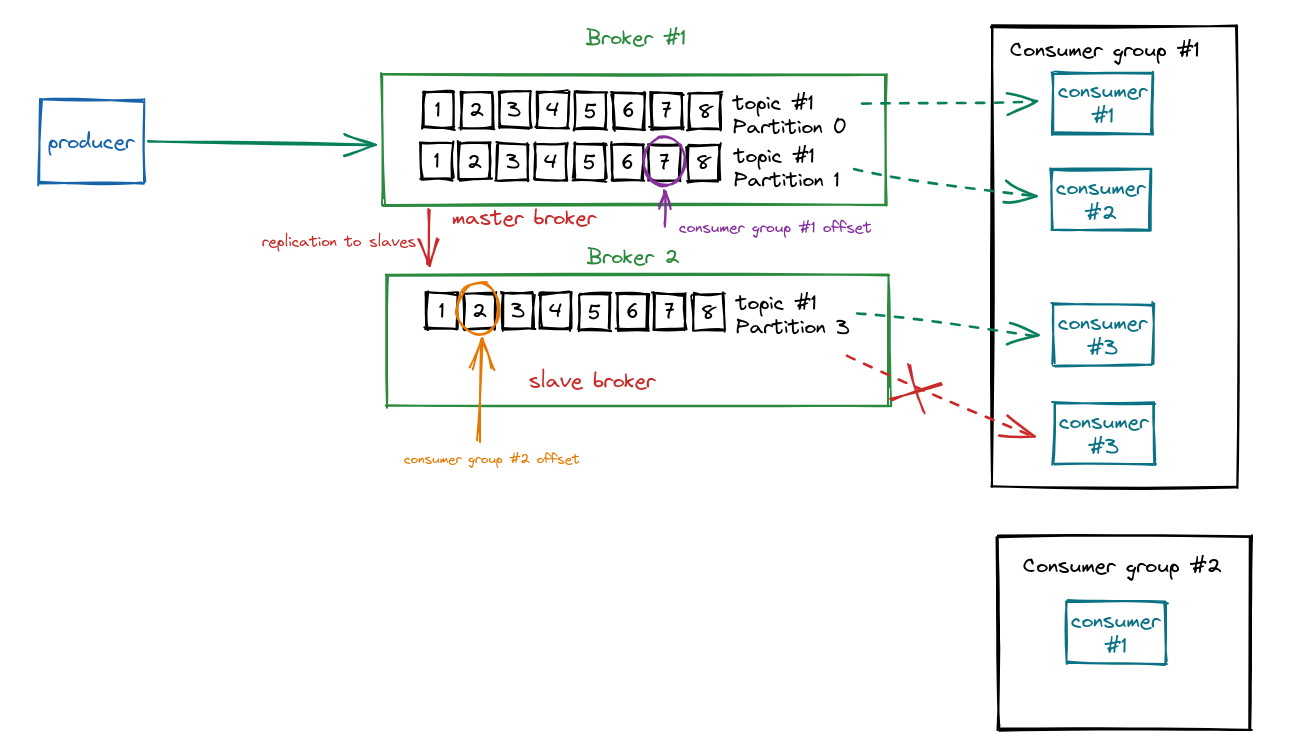 Broker #1
producer
1 2 3 4 5 6 7 8
topic #1
Partition 0
1 2 3 4 5 6 7 8
topic #1
Partition 1
master broker
consumer group #1 offset
replication to slaves
Broker 2
1 2 3 4 5 6 7 8
topic #1
Partition 3
slave broker
consumer group #2 offset
Consumer group #1
consumer
#1
consumer
#2
consumer
#3
consumer
#3
Consumer group #2
consumer
#1